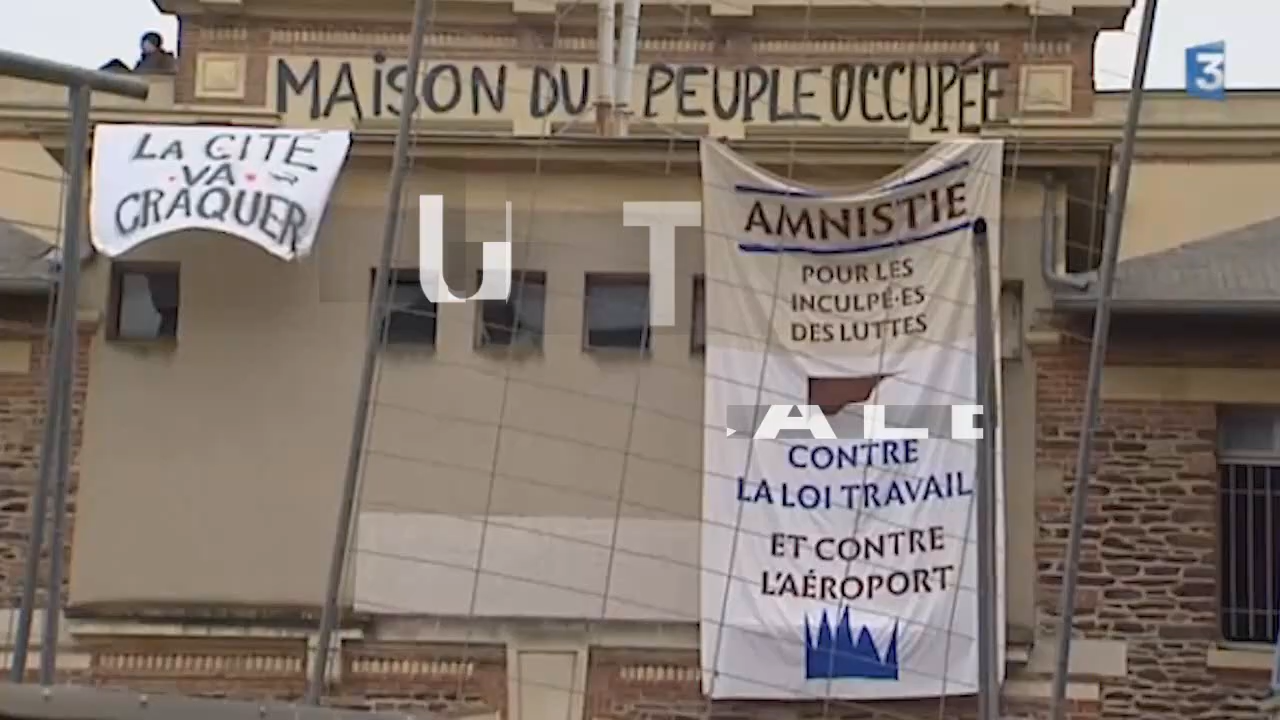 MAiSON DU PEUPLE OCCUPÉE
3
LA CITÉ
VA
CRAQUER
AMNISTIE
POUR LES
INCULPÉ·ES
DES LUTTES
CONTRE
LA LOI TRAVAIL
ET CONTRE
L'AÉROPORT
U T